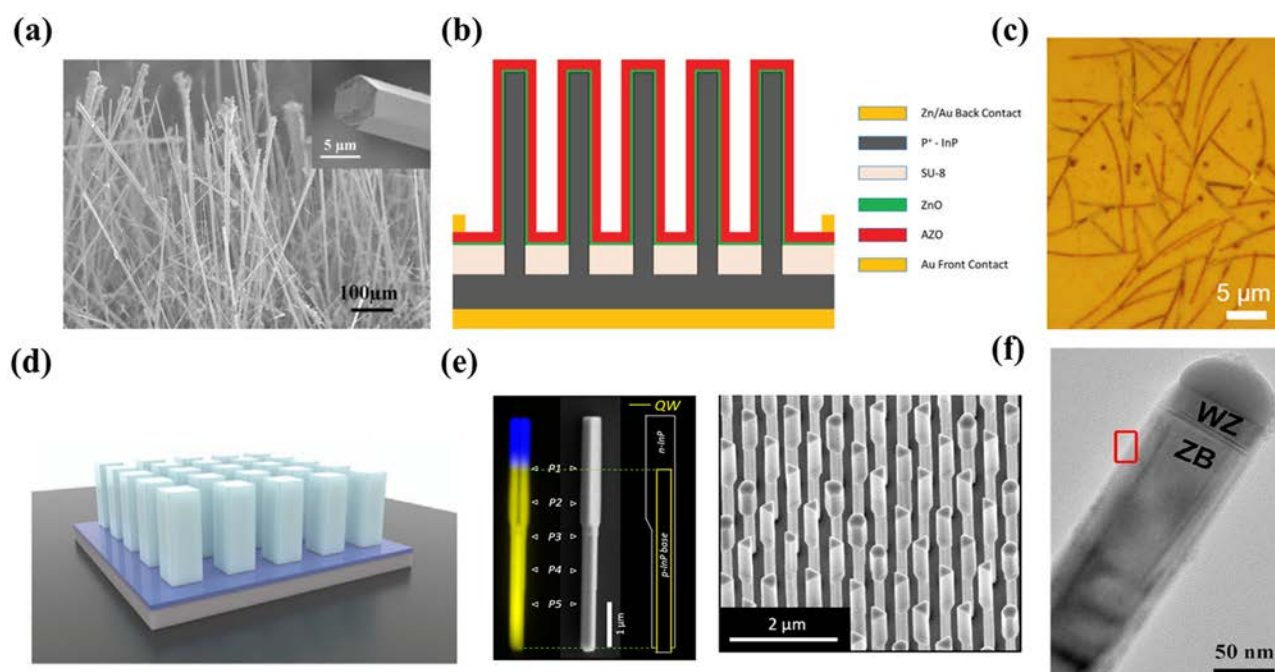 (a)
5 µm
100µm
(b)
Zn/Au Back Contact
P⁺ - InP
SU-8
ZnO
AZO
Au Front Contact
(c)
5 µm
(d)
(e)
QW
n-InP
P1
P2
P3
P4
P5
p-InP base
1 µm
2 µm
(f)
WZ
ZB
50 nm